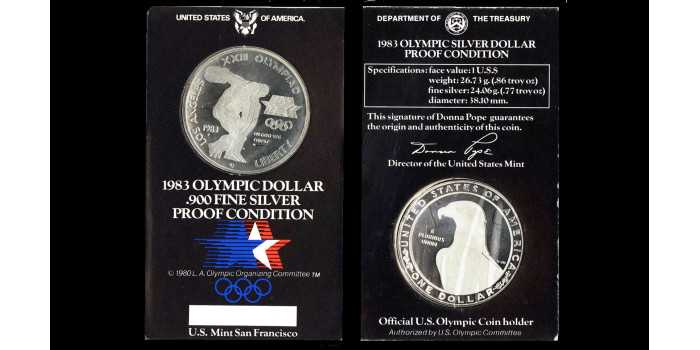 UNITED STATES OF AMERICA.
LOS ANGELES XXIII OLYMPIAD
1983
IN GOD WE TRUST
LIBERTY
S
1983 OLYMPIC DOLLAR
.900 FINE SILVER
PROOF CONDITION
© 1980 L.A. Olympic Organizing Committee TM
U.S. Mint San Francisco
DEPARTMENT OF THE TREASURY
1983 OLYMPIC SILVER DOLLAR
PROOF CONDITION
Specifications: face value: 1 U.S.$
weight: 26.73 g. (.86 troy oz)
fine silver: 24.06g. (.77 troy oz)
diameter: 38.10 mm.
This signature of Donna Pope guarantees
the origin and authenticity of this coin.
Donna Pope
Director of the United States Mint
UNITED STATES OF AMERICA
E
PLURIBUS
UNUM
ONE DOLLAR
Official U.S. Olympic Coin holder
Authorized by U.S. Olympic Committee